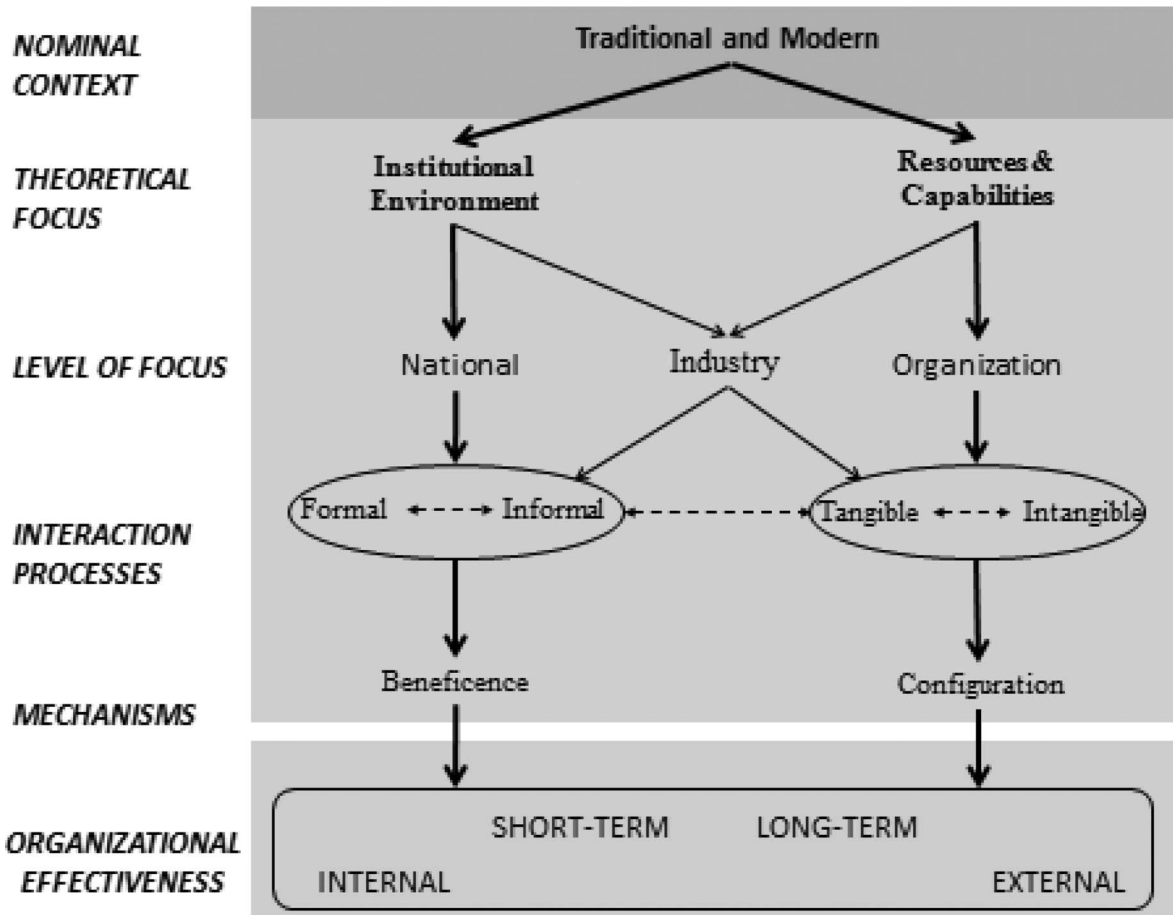 NOMINAL
CONTEXT
Traditional and Modern
THEORETICAL
FOCUS
Institutional
Environment
Resources &
Capabilities
LEVEL OF FOCUS
National
Industry
Organization
INTERACTION
PROCESSES
Formal
Informal
Tangible
Intangible
MECHANISMS
Beneficence
Configuration
ORGANIZATIONAL
EFFECTIVENESS
SHORT-TERM
LONG-TERM
INTERNAL
EXTERNAL